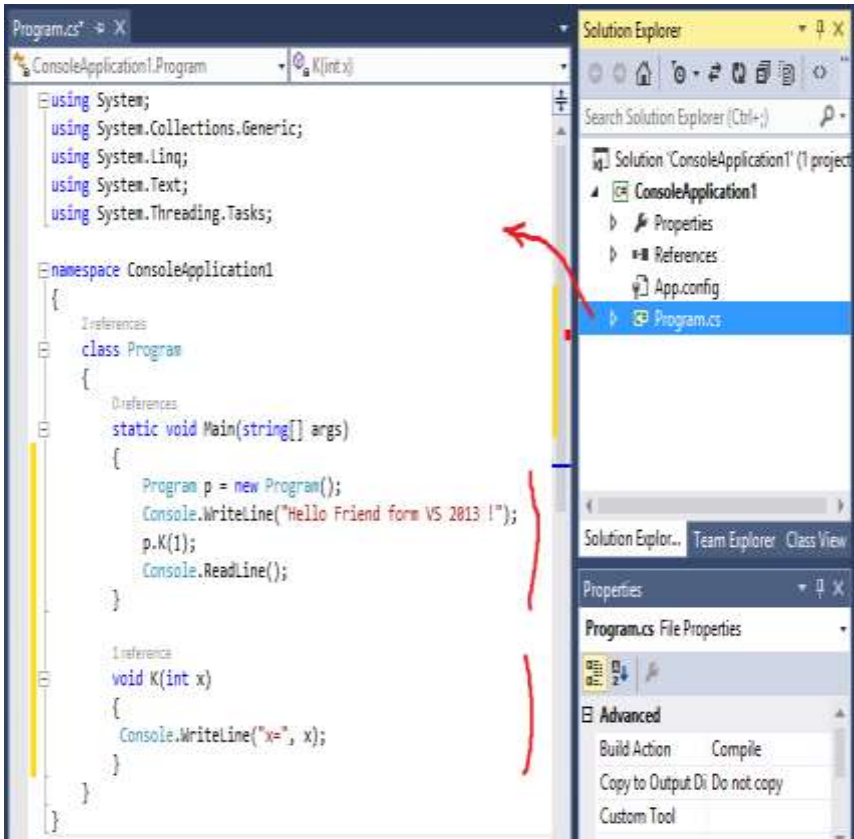 Program.cs*
ConsoleApplication1.Program
K(int x)
using System;
using System.Collections.Generic;
using System.Linq;
using System.Text;
using System.Threading.Tasks;
namespace ConsoleApplication1
{
2 references
class Program
{
0 references
static void Main(string[] args)
{
Program p = new Program();
Console.WriteLine("Hello Friend form VS 2013 !");
p.K(1);
Console.ReadLine();
}
1 reference
void K(int x)
{
Console.WriteLine("x=", x);
}
}
}
Solution Explorer
Search Solution Explorer (Ctrl+;)
Solution 'ConsoleApplication1' (1 project
ConsoleApplication1
Properties
References
App.config
Program.cs
Solution Explor... Team Explorer Class View
Properties
Program.cs File Properties
Advanced
Build Action Compile
Copy to Output Di Do not copy
Custom Tool